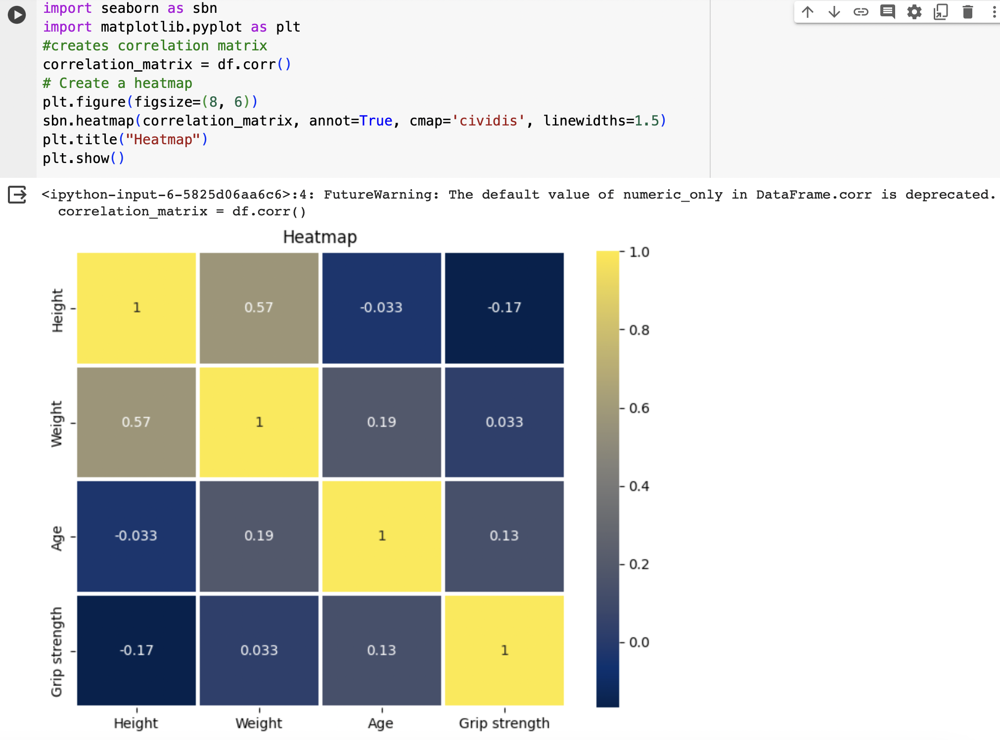 import seaborn as sbn
import matplotlib.pyplot as plt
#creates correlation matrix
correlation_matrix = df.corr()
# Create a heatmap
plt.figure(figsize=(8, 6))
sbn.heatmap(correlation_matrix, annot=True, cmap='cividis', linewidths=1.5)
plt.title("Heatmap")
plt.show()
<ipython-input-6-5825d06aa6c6>:4: FutureWarning: The default value of numeric_only in DataFrame.corr is deprecated.
correlation_matrix = df.corr()
Heatmap
Height
1 0.57 -0.033 -0.17
Weight
0.57 1 0.19 0.033
Age
-0.033 0.19 1 0.13
Grip strength
-0.17 0.033 0.13 1
Height Weight Age Grip strength
1.0
0.8
0.6
0.4
0.2
0.0